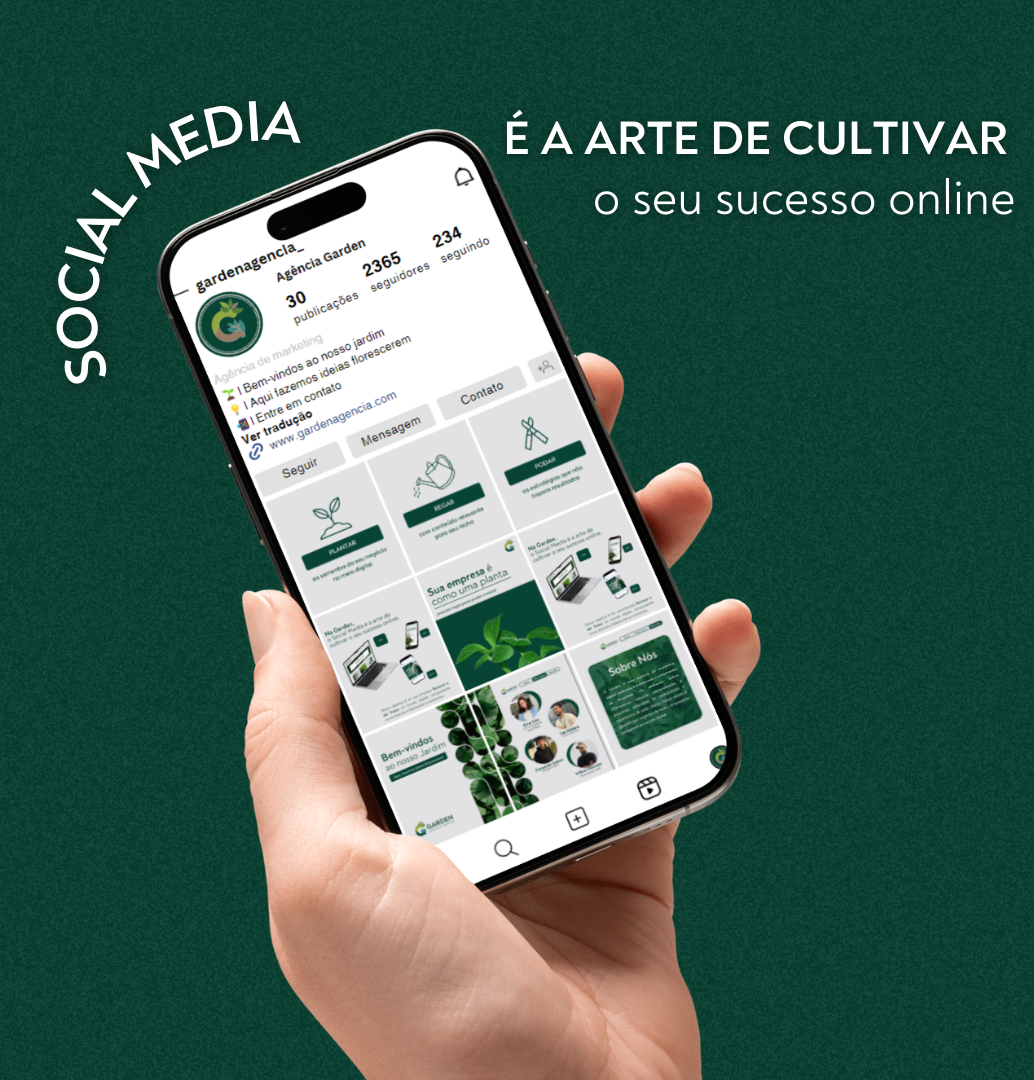 SOCIAL MEDIA
É A ARTE DE CULTIVAR
o seu sucesso online
gardenagencia_
Agência Garden
30
publicações
2365
seguidores
234
seguindo
Agência de marketing
| Bem-vindos ao nosso jardim
| Aqui fazemos ideias florescerem
| Entre em contato
Ver tradução
www.gardenagencia.com
Seguir
Mensagem
Contato
PLANTAR
as sementes do seu negócio
no meio digital
REGAR
com conteúdo relevante
para seu nicho
PODAR
as estratégias que não
trazem resultados
Na Garden,
o Social Media é a arte de
cultivar o seu sucesso online.
Sua empresa é
como uma planta
Na Garden,
o Social Media é a arte de
cultivar o seu sucesso online.
Bem-vindos
ao nosso Jardim
GARDEN
Sobre Nós